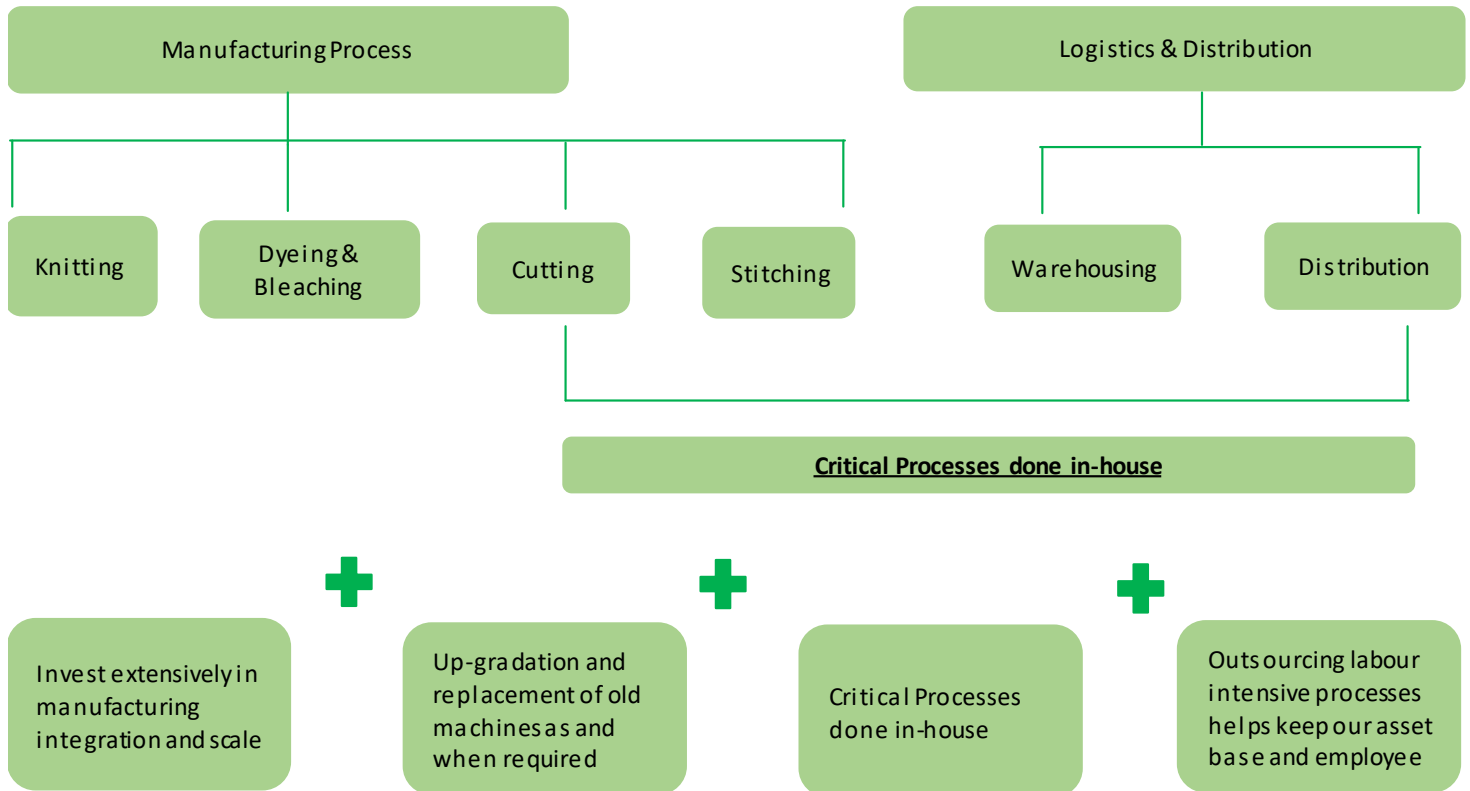 Manufacturing Process
Logistics & Distribution
Knitting
Dyeing &
Bleaching
Cutting
Stitching
Warehousing
Distribution
Critical Processes done in-house
Invest extensively in
manufacturing
integration and scale
Up-gradation and
replacement of old
machines as and
when required
Critical Processes
done in-house
Outsourcing labour
intensive processes
helps keep our asset
base and employee